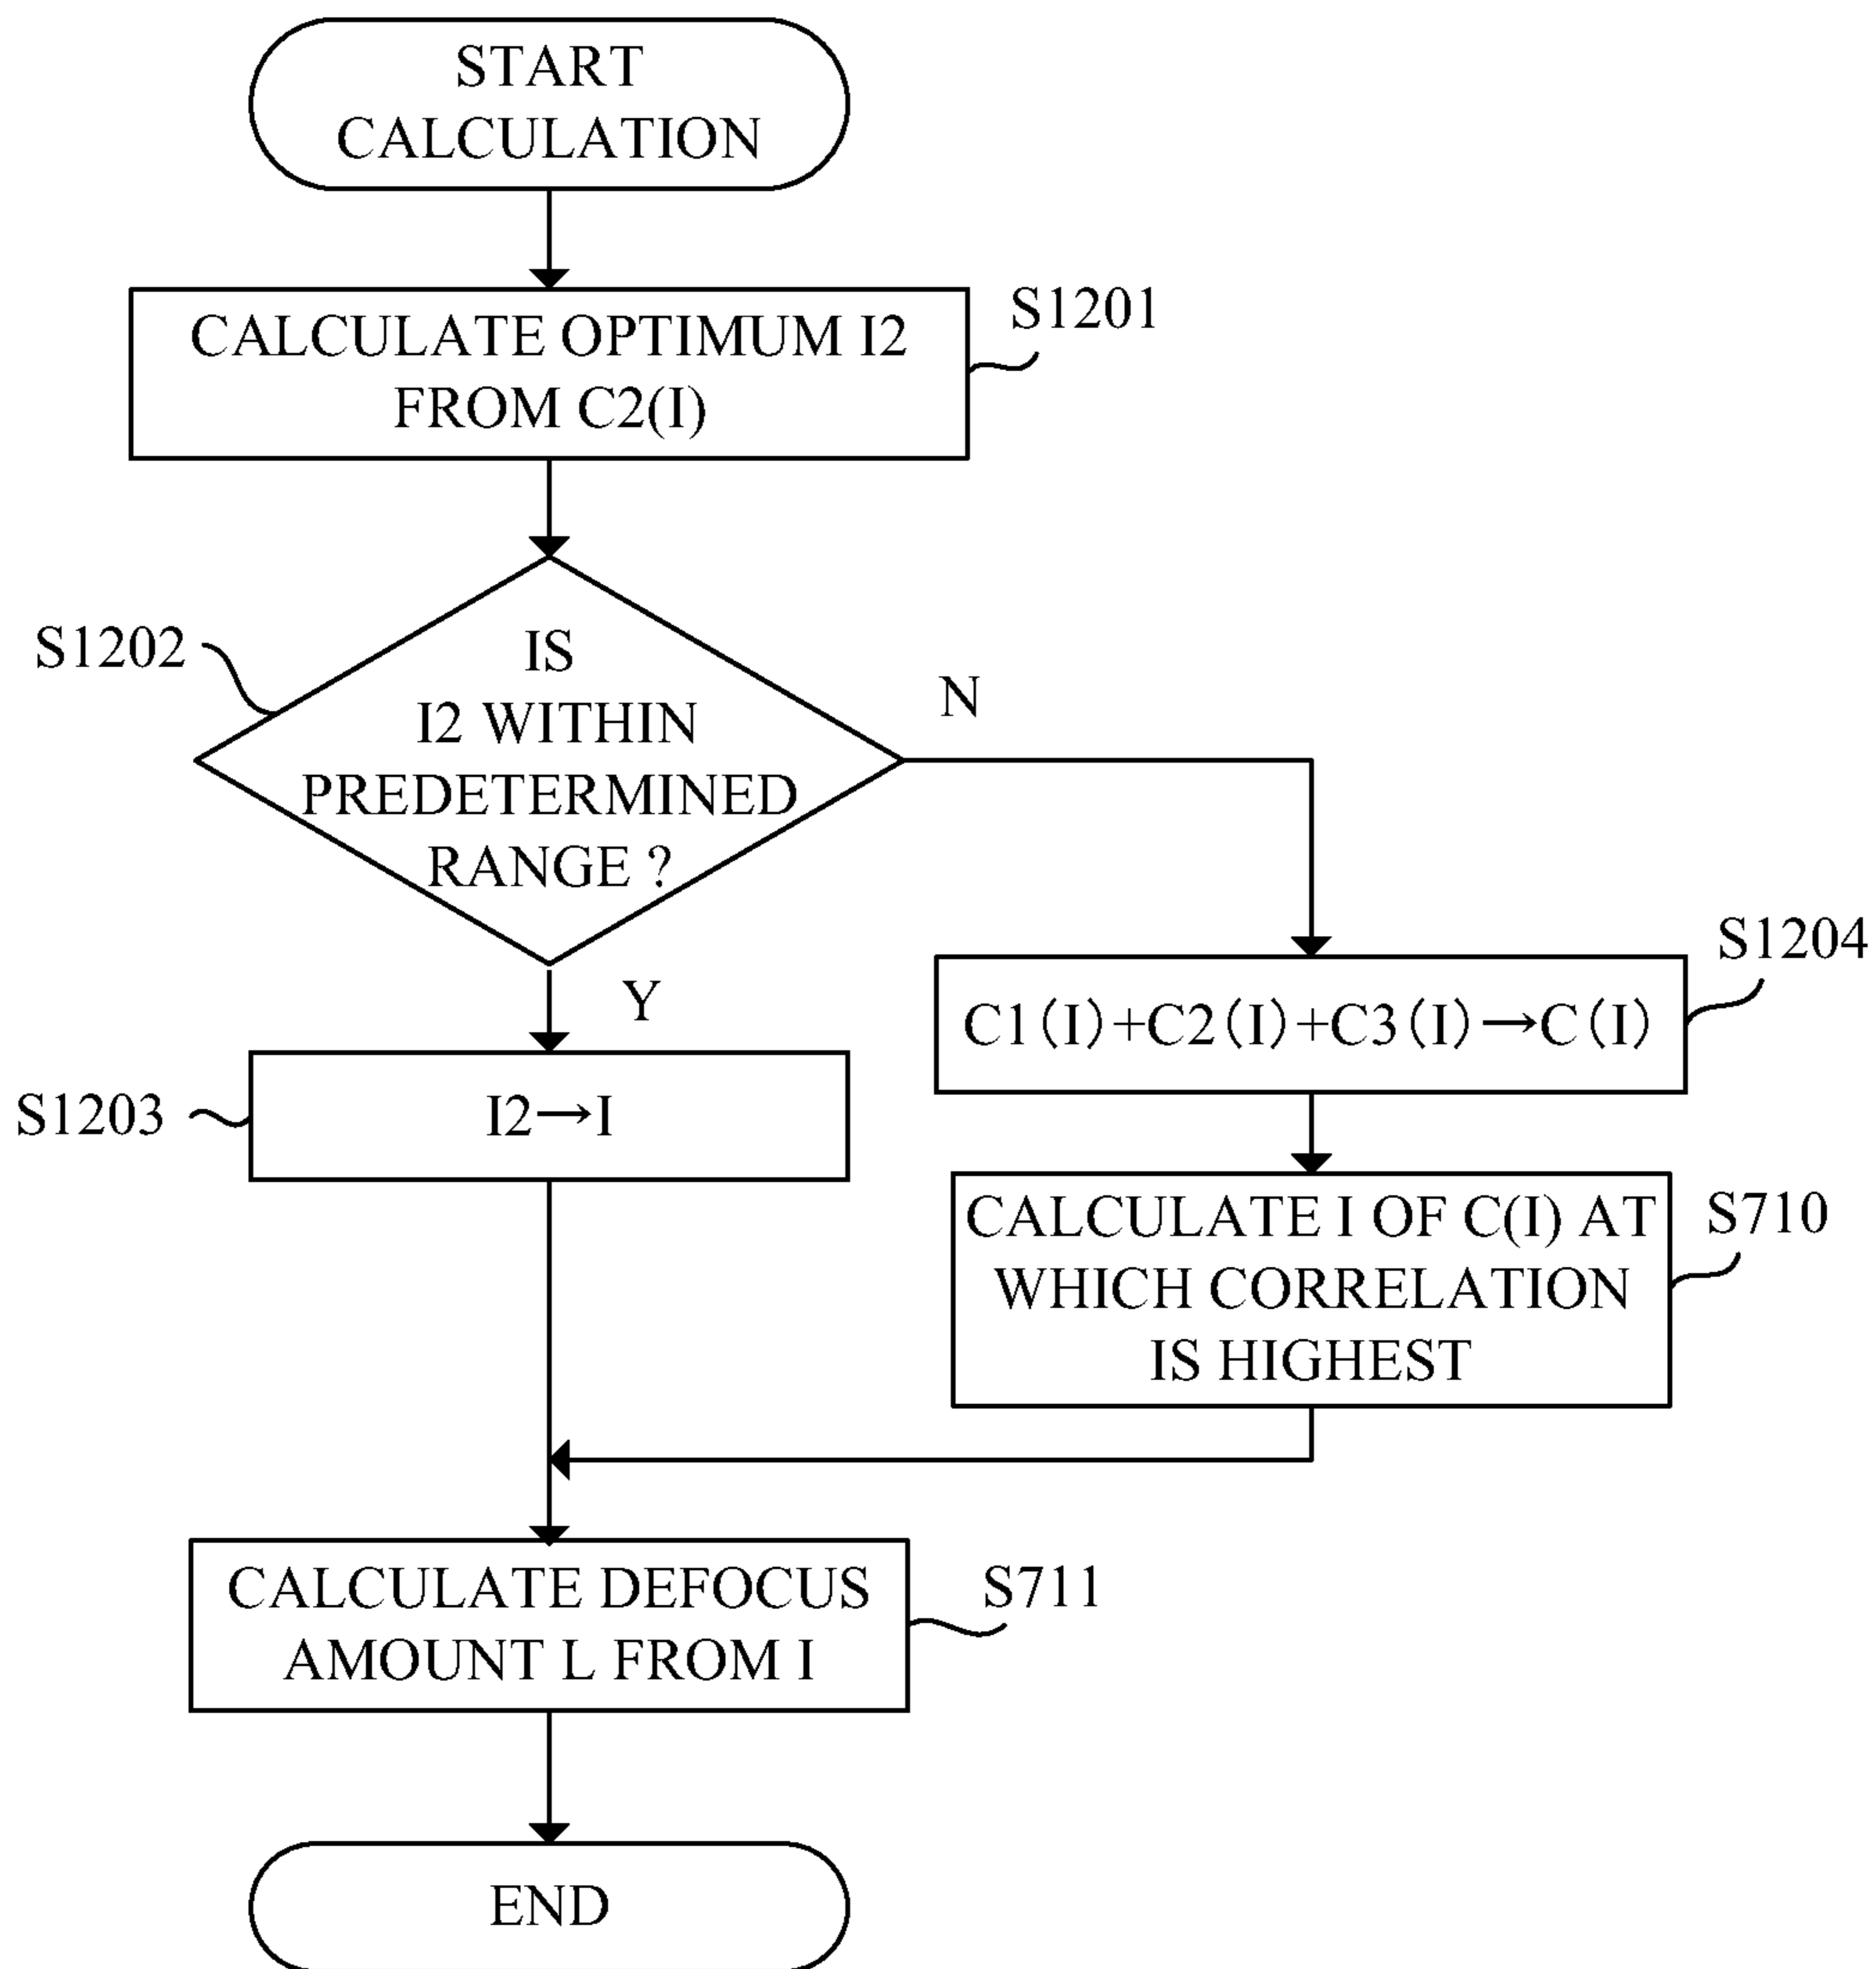 START
CALCULATION
CALCULATE OPTIMUM I2
FROM C2(I)
S1201
S1202
IS
I2 WITHIN
PREDETERMINED
RANGE ?
N
Y
S1203
I2→I
S1204
C1(I)+C2(I)+C3(I)→C(I)
CALCULATE I OF C(I) AT
WHICH CORRELATION
IS HIGHEST
S710
CALCULATE DEFOCUS
AMOUNT L FROM I
S711
END